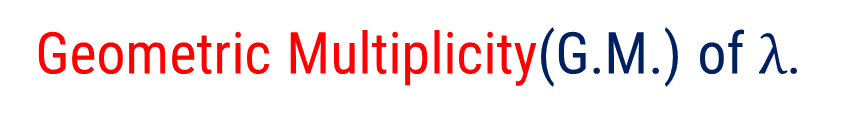 Geometric Multiplicity(G.M.) of λ.